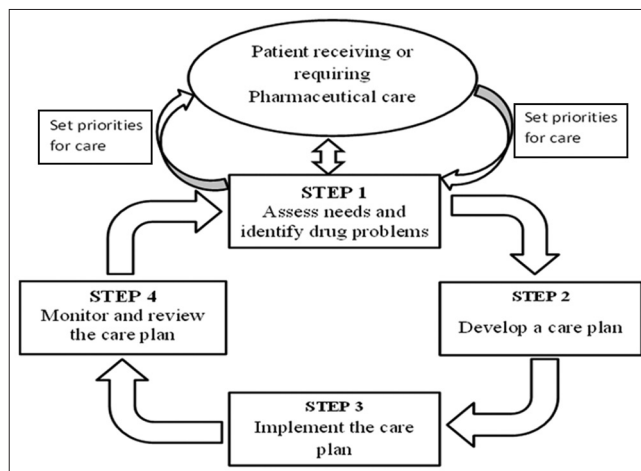 Patient receiving or
requiring
Pharmaceutical care
Set priorities
for care
Set priorities
for care
STEP 1
Assess needs and
identify drug problems
STEP 2
Develop a care plan
STEP 3
Implement the care
plan
STEP 4
Monitor and review
the care plan